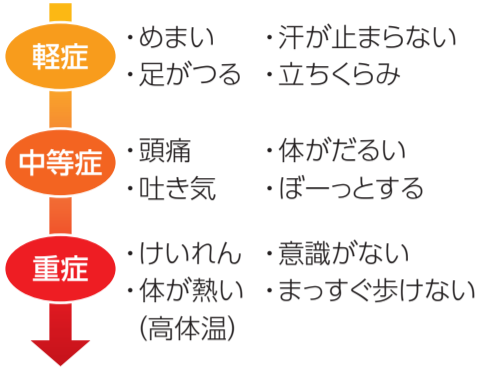 軽症
・めまい ・汗が止まらない
・足がつる ・立ちくらみ
中等症
・頭痛 ・体がだるい
・吐き気 ・ぼーっとする
重症
・けいれん ・意識がない
・体が熱い ・まっすぐ歩けない
(高体温)